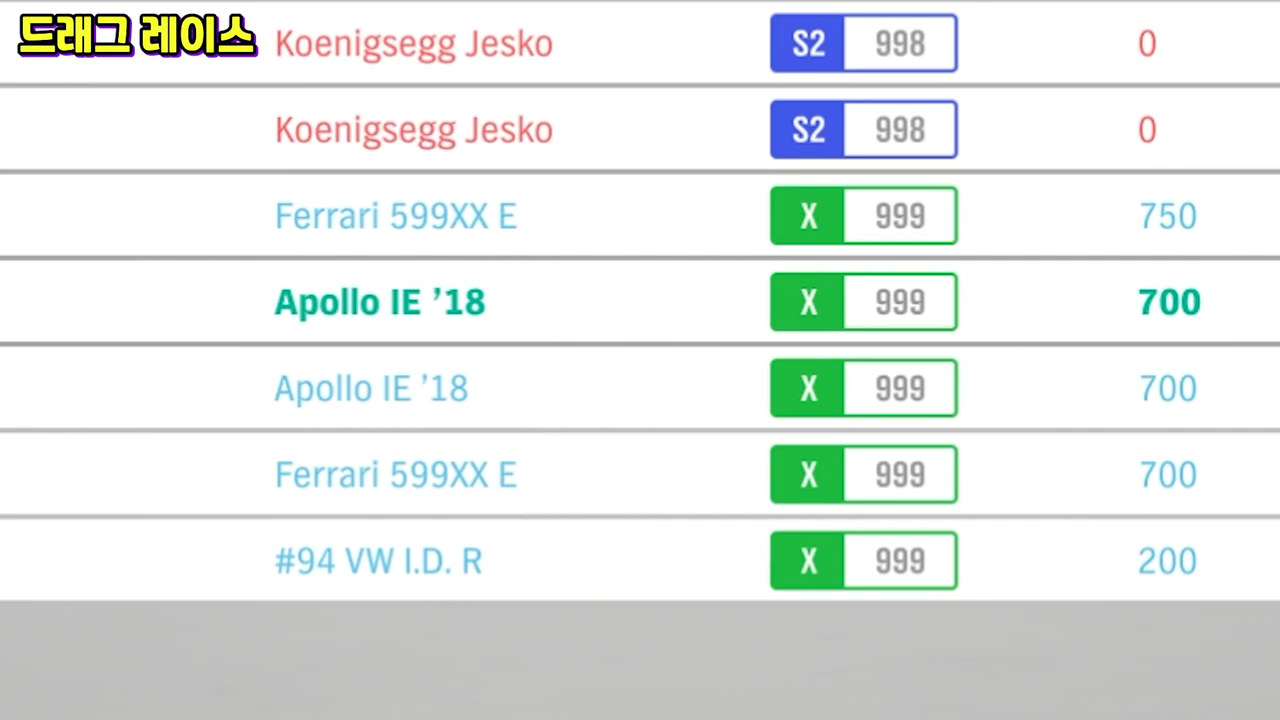 드래그 레이스
Koenigsegg Jesko S2 998 0
Koenigsegg Jesko S2 998 0
Ferrari 599XX E X 999 750
Apollo IE ’18 X 999 700
Apollo IE ’18 X 999 700
Ferrari 599XX E X 999 700
#94 VW I.D. R X 999 200